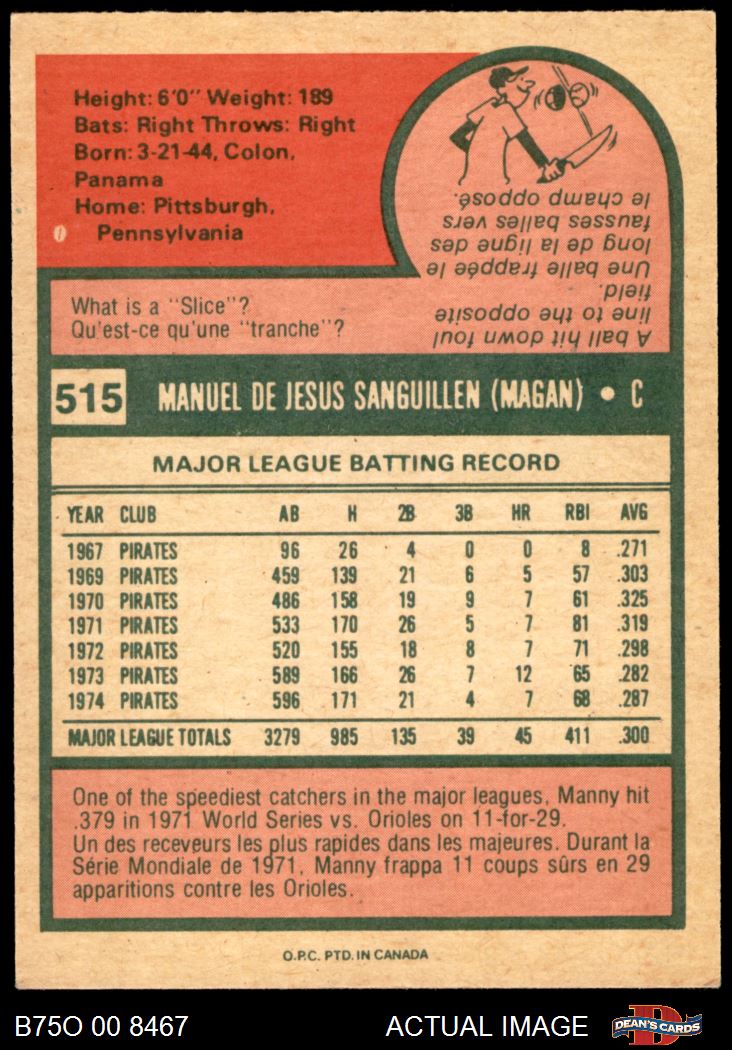 Height: 6'0" Weight: 189
Bats: Right Throws: Right
Born: 3-21-44, Colon,
Panama
Home: Pittsburgh,
Pennsylvania
What is a "Slice"?
Qu'est-ce qu'une "tranche"?
A ball hit down foul
line to the opposite
field.
Une balle frappée le
long de la ligne des
fausses balles vers
le champ opposé.
515 MANUEL DE JESUS SANGUILLEN (MAGAN) • C
MAJOR LEAGUE BATTING RECORD
YEAR CLUB AB H 2B 3B HR RBI AVG
1967 PIRATES 96 26 4 0 0 8 .271
1969 PIRATES 459 139 21 6 5 57 .303
1970 PIRATES 486 158 19 9 7 61 .325
1971 PIRATES 533 170 26 5 7 81 .319
1972 PIRATES 520 155 18 8 7 71 .298
1973 PIRATES 589 166 26 7 12 65 .282
1974 PIRATES 596 171 21 4 7 68 .287
MAJOR LEAGUE TOTALS 3279 985 135 39 45 411 .300
One of the speediest catchers in the major leagues, Manny hit
.379 in 1971 World Series vs. Orioles on 11-for-29.
Un des receveurs les plus rapides dans les majeures. Durant la
Série Mondiale de 1971, Manny frappa 11 coups sûrs en 29
apparitions contre les Orioles.
O.P.C. PTD. IN CANADA
B75O 00 8467 ACTUAL IMAGE DEAN'S CARDS